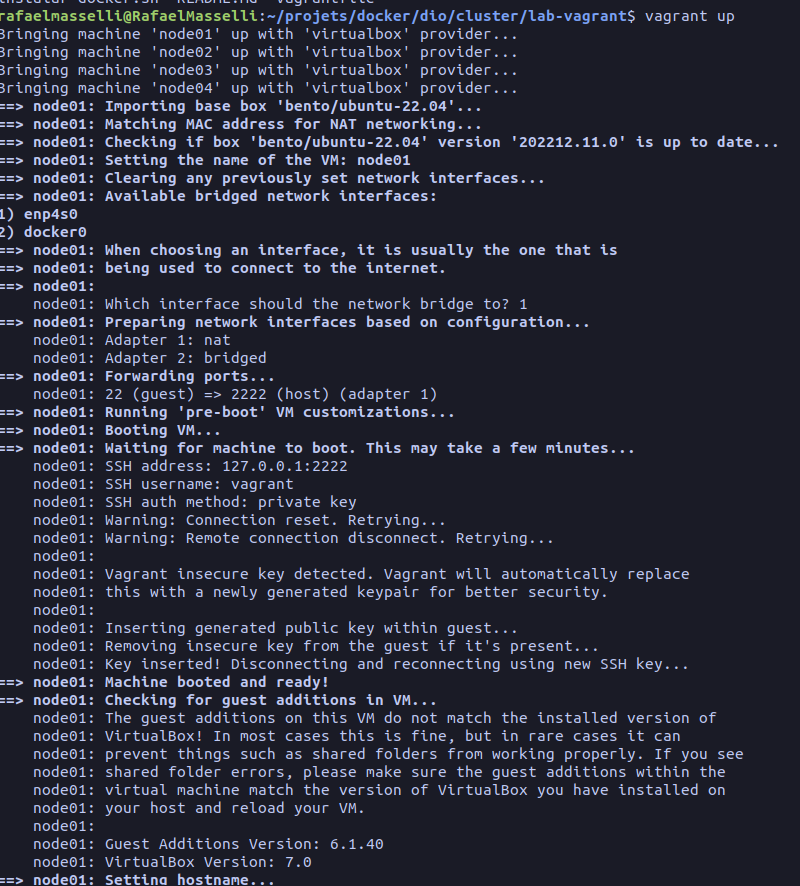 instalar-docker.sh  README.md  Vagrantfile
rafaelmasselli@RafaelMasselli:~/projets/docker/dio/cluster/lab-vagrant$ vagrant up
Bringing machine 'node01' up with 'virtualbox' provider...
Bringing machine 'node02' up with 'virtualbox' provider...
Bringing machine 'node03' up with 'virtualbox' provider...
Bringing machine 'node04' up with 'virtualbox' provider...
==> node01: Importing base box 'bento/ubuntu-22.04'...
==> node01: Matching MAC address for NAT networking...
==> node01: Checking if box 'bento/ubuntu-22.04' version '202212.11.0' is up to date...
==> node01: Setting the name of the VM: node01
==> node01: Clearing any previously set network interfaces...
==> node01: Available bridged network interfaces:
1) enp4s0
2) docker0
==> node01: When choosing an interface, it is usually the one that is
==> node01: being used to connect to the internet.
==> node01:
    node01: Which interface should the network bridge to? 1
==> node01: Preparing network interfaces based on configuration...
    node01: Adapter 1: nat
    node01: Adapter 2: bridged
==> node01: Forwarding ports...
    node01: 22 (guest) => 2222 (host) (adapter 1)
==> node01: Running 'pre-boot' VM customizations...
==> node01: Booting VM...
==> node01: Waiting for machine to boot. This may take a few minutes...
    node01: SSH address: 127.0.0.1:2222
    node01: SSH username: vagrant
    node01: SSH auth method: private key
    node01: Warning: Connection reset. Retrying...
    node01: Warning: Remote connection disconnect. Retrying...
    node01:
    node01: Vagrant insecure key detected. Vagrant will automatically replace
    node01: this with a newly generated keypair for better security.
    node01:
    node01: Inserting generated public key within guest...
    node01: Removing insecure key from the guest if it's present...
    node01: Key inserted! Disconnecting and reconnecting using new SSH key...
==> node01: Machine booted and ready!
==> node01: Checking for guest additions in VM...
    node01: The guest additions on this VM do not match the installed version of
    node01: VirtualBox! In most cases this is fine, but in rare cases it can
    node01: prevent things such as shared folders from working properly. If you see
    node01: shared folder errors, please make sure the guest additions within the
    node01: virtual machine match the version of VirtualBox you have installed on
    node01: your host and reload your VM.
    node01:
    node01: Guest Additions Version: 6.1.40
    node01: VirtualBox Version: 7.0
==> node01: Setting hostname...